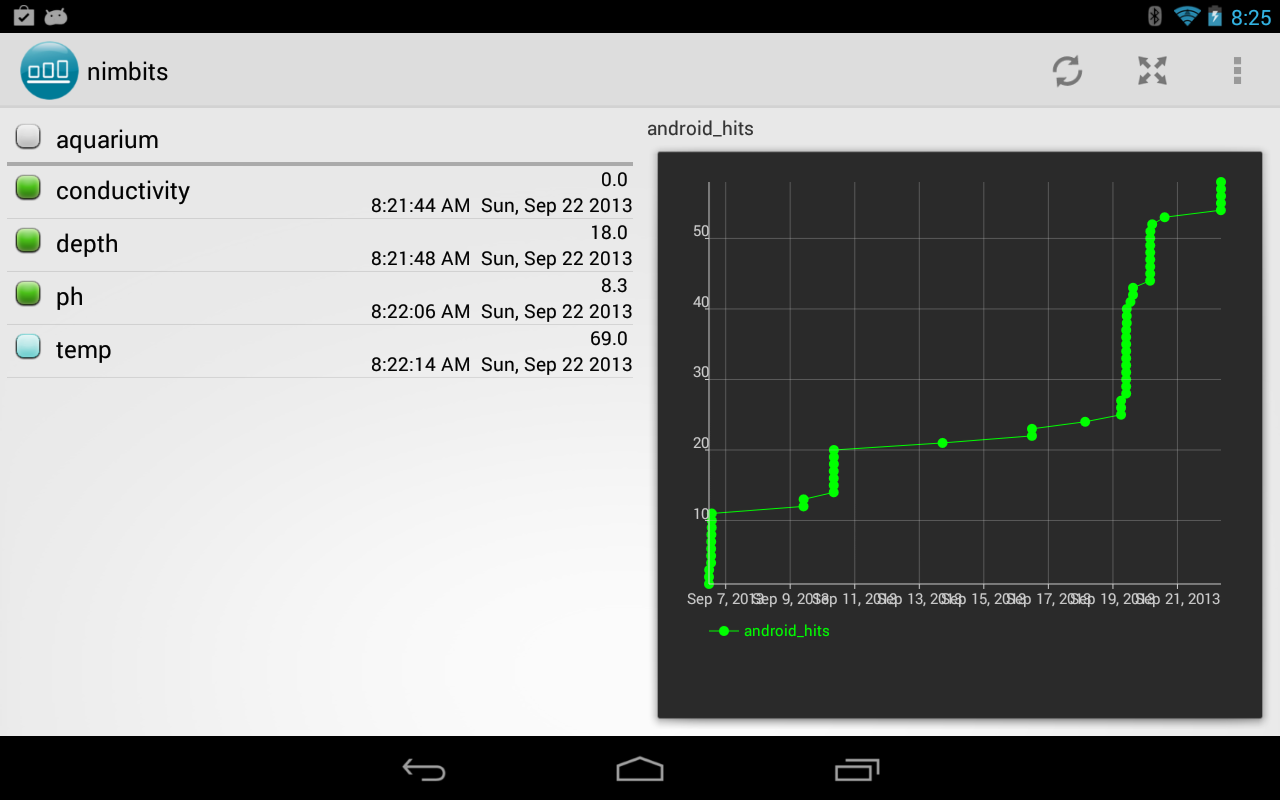 8:25
nimbits
aquarium
conductivity
0.0
8:21:44 AM Sun, Sep 22 2013
depth
18.0
8:21:48 AM Sun, Sep 22 2013
ph
8.3
8:22:06 AM Sun, Sep 22 2013
temp
69.0
8:22:14 AM Sun, Sep 22 2013
android_hits
50
40
30
20
10
Sep 7, 2013 Sep 9, 2013 Sep 11, 2013 Sep 13, 2013 Sep 15, 2013 Sep 17, 2013 Sep 19, 2013 Sep 21, 2013
android_hits